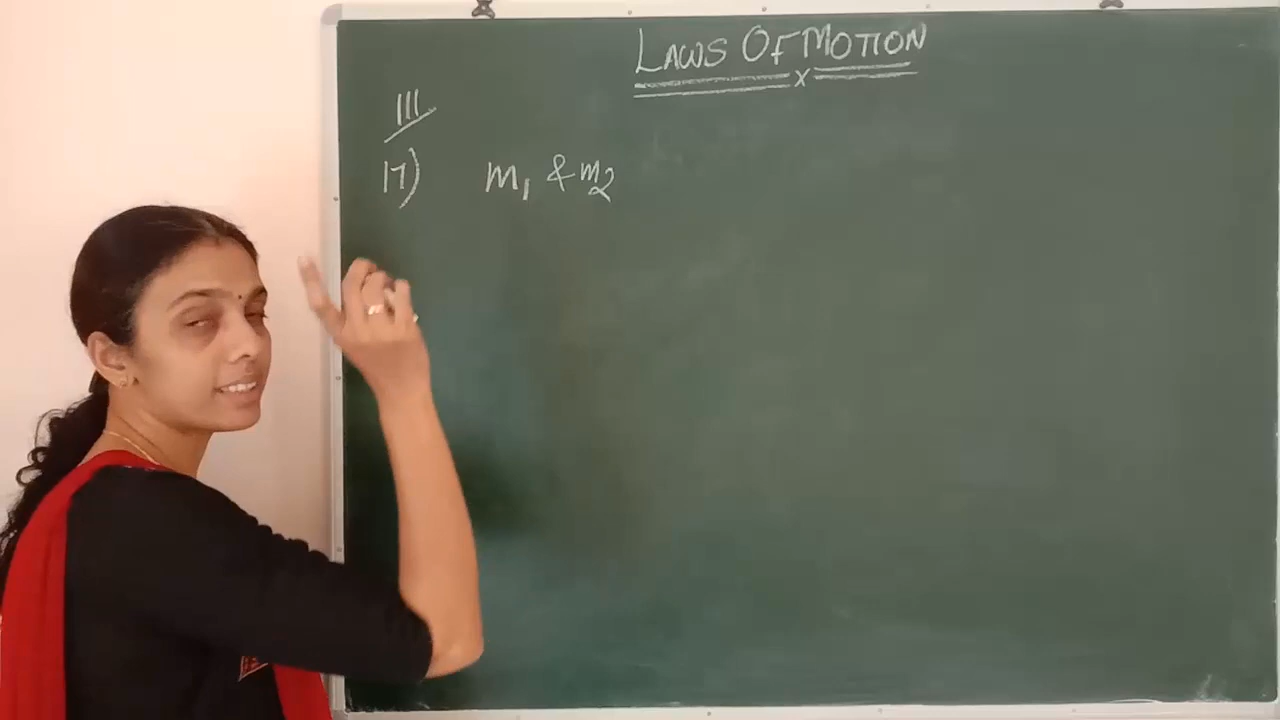 LAWS OF MOTION
x
III
17) m₁ & m₂